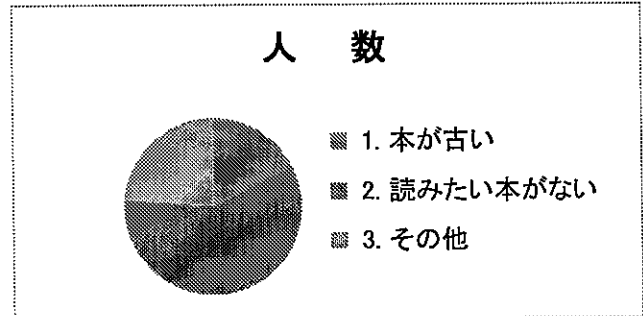 人 数
1. 本が古い
2. 読みたい本がない
3. その他